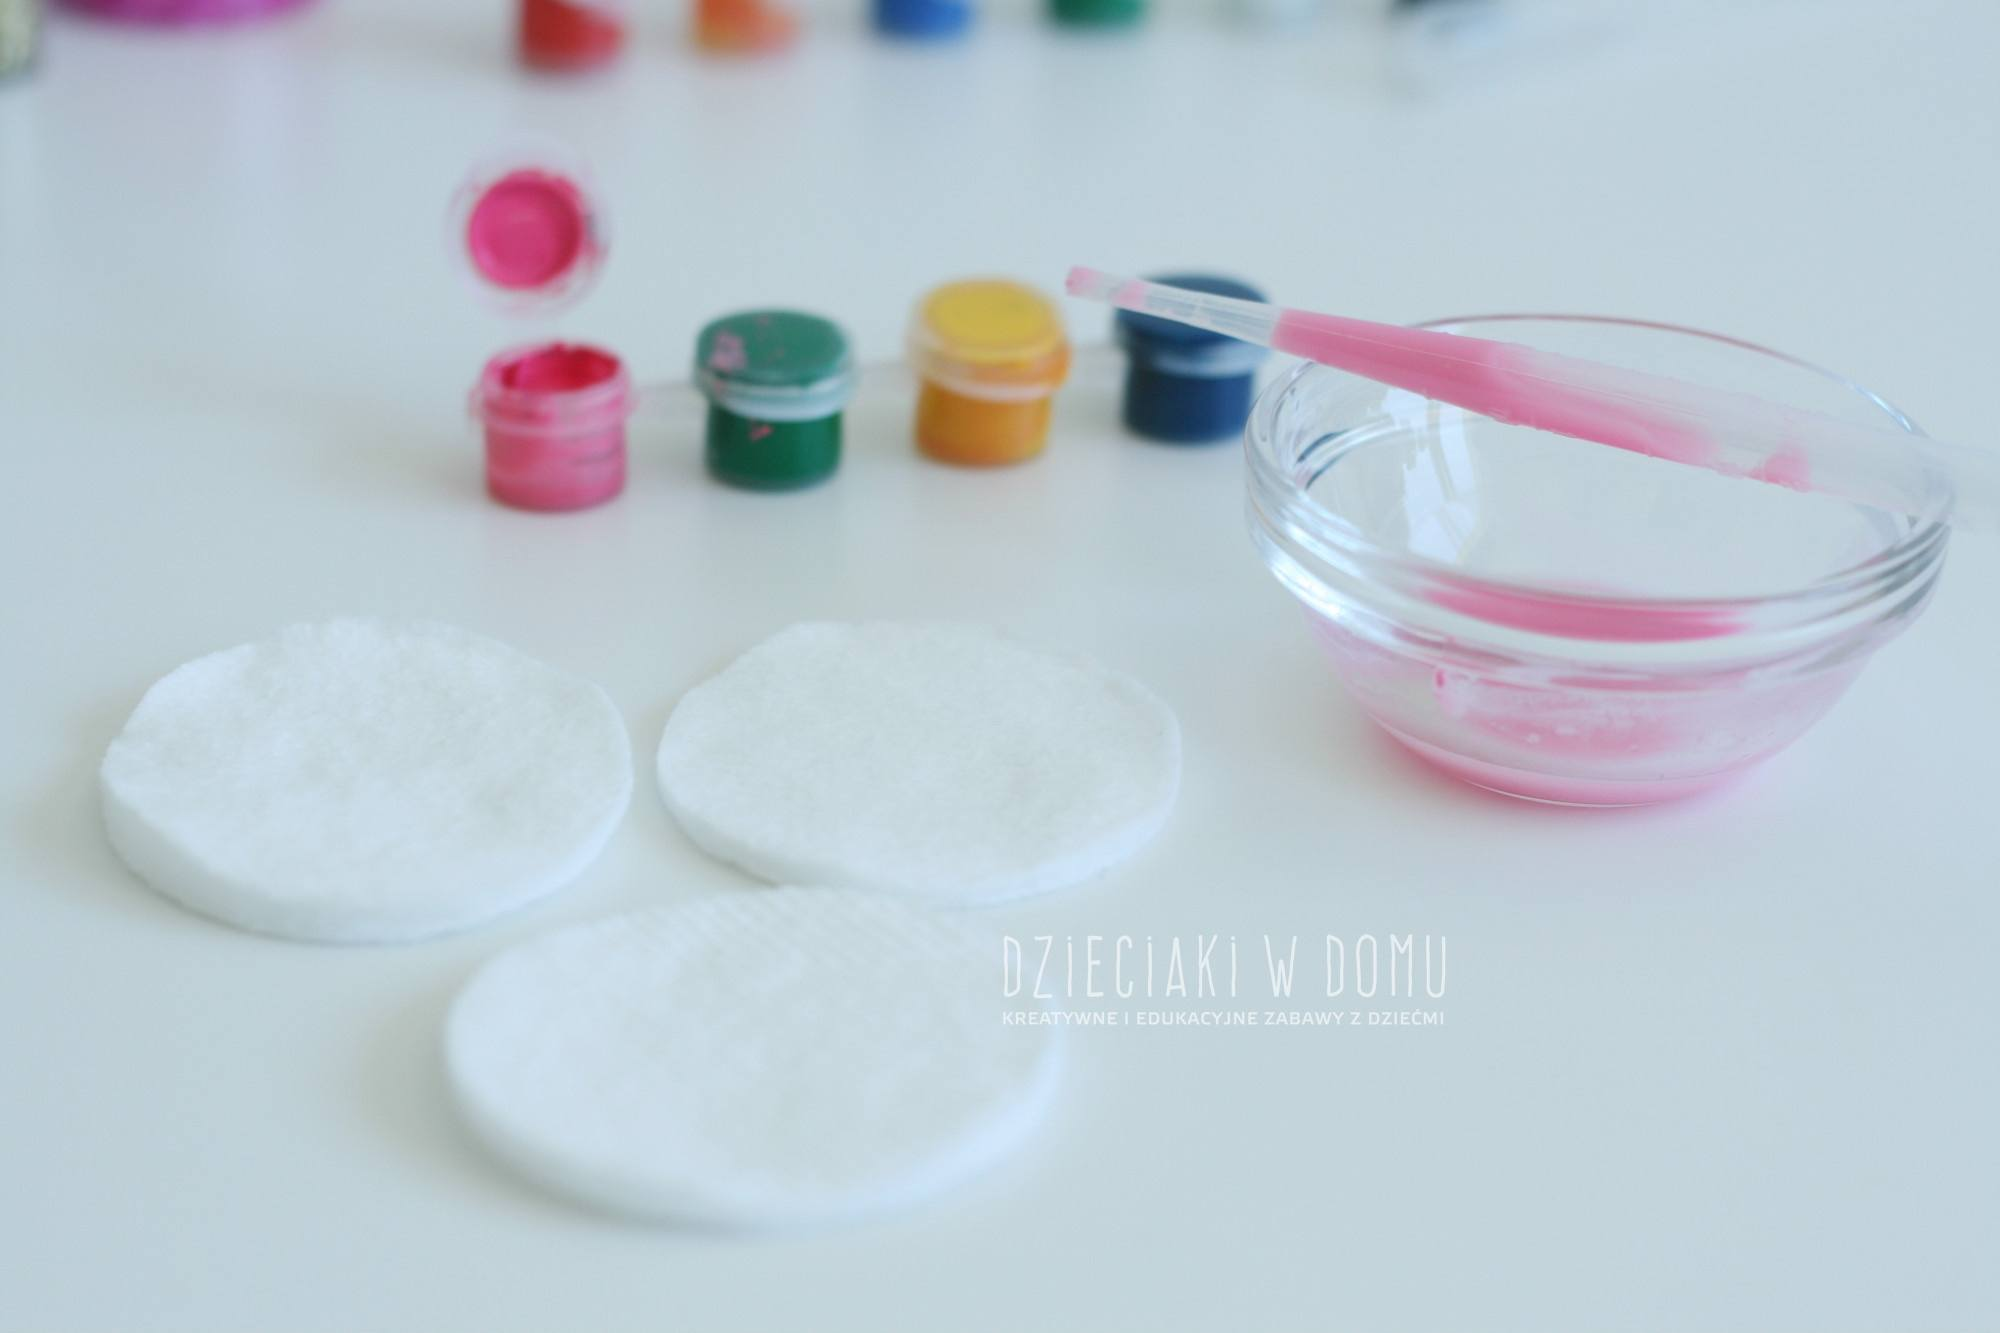 DZiECiAKi W DOMU
KREATYWNE I EDUKACYJNE ZABAWY Z DZIEĆMI